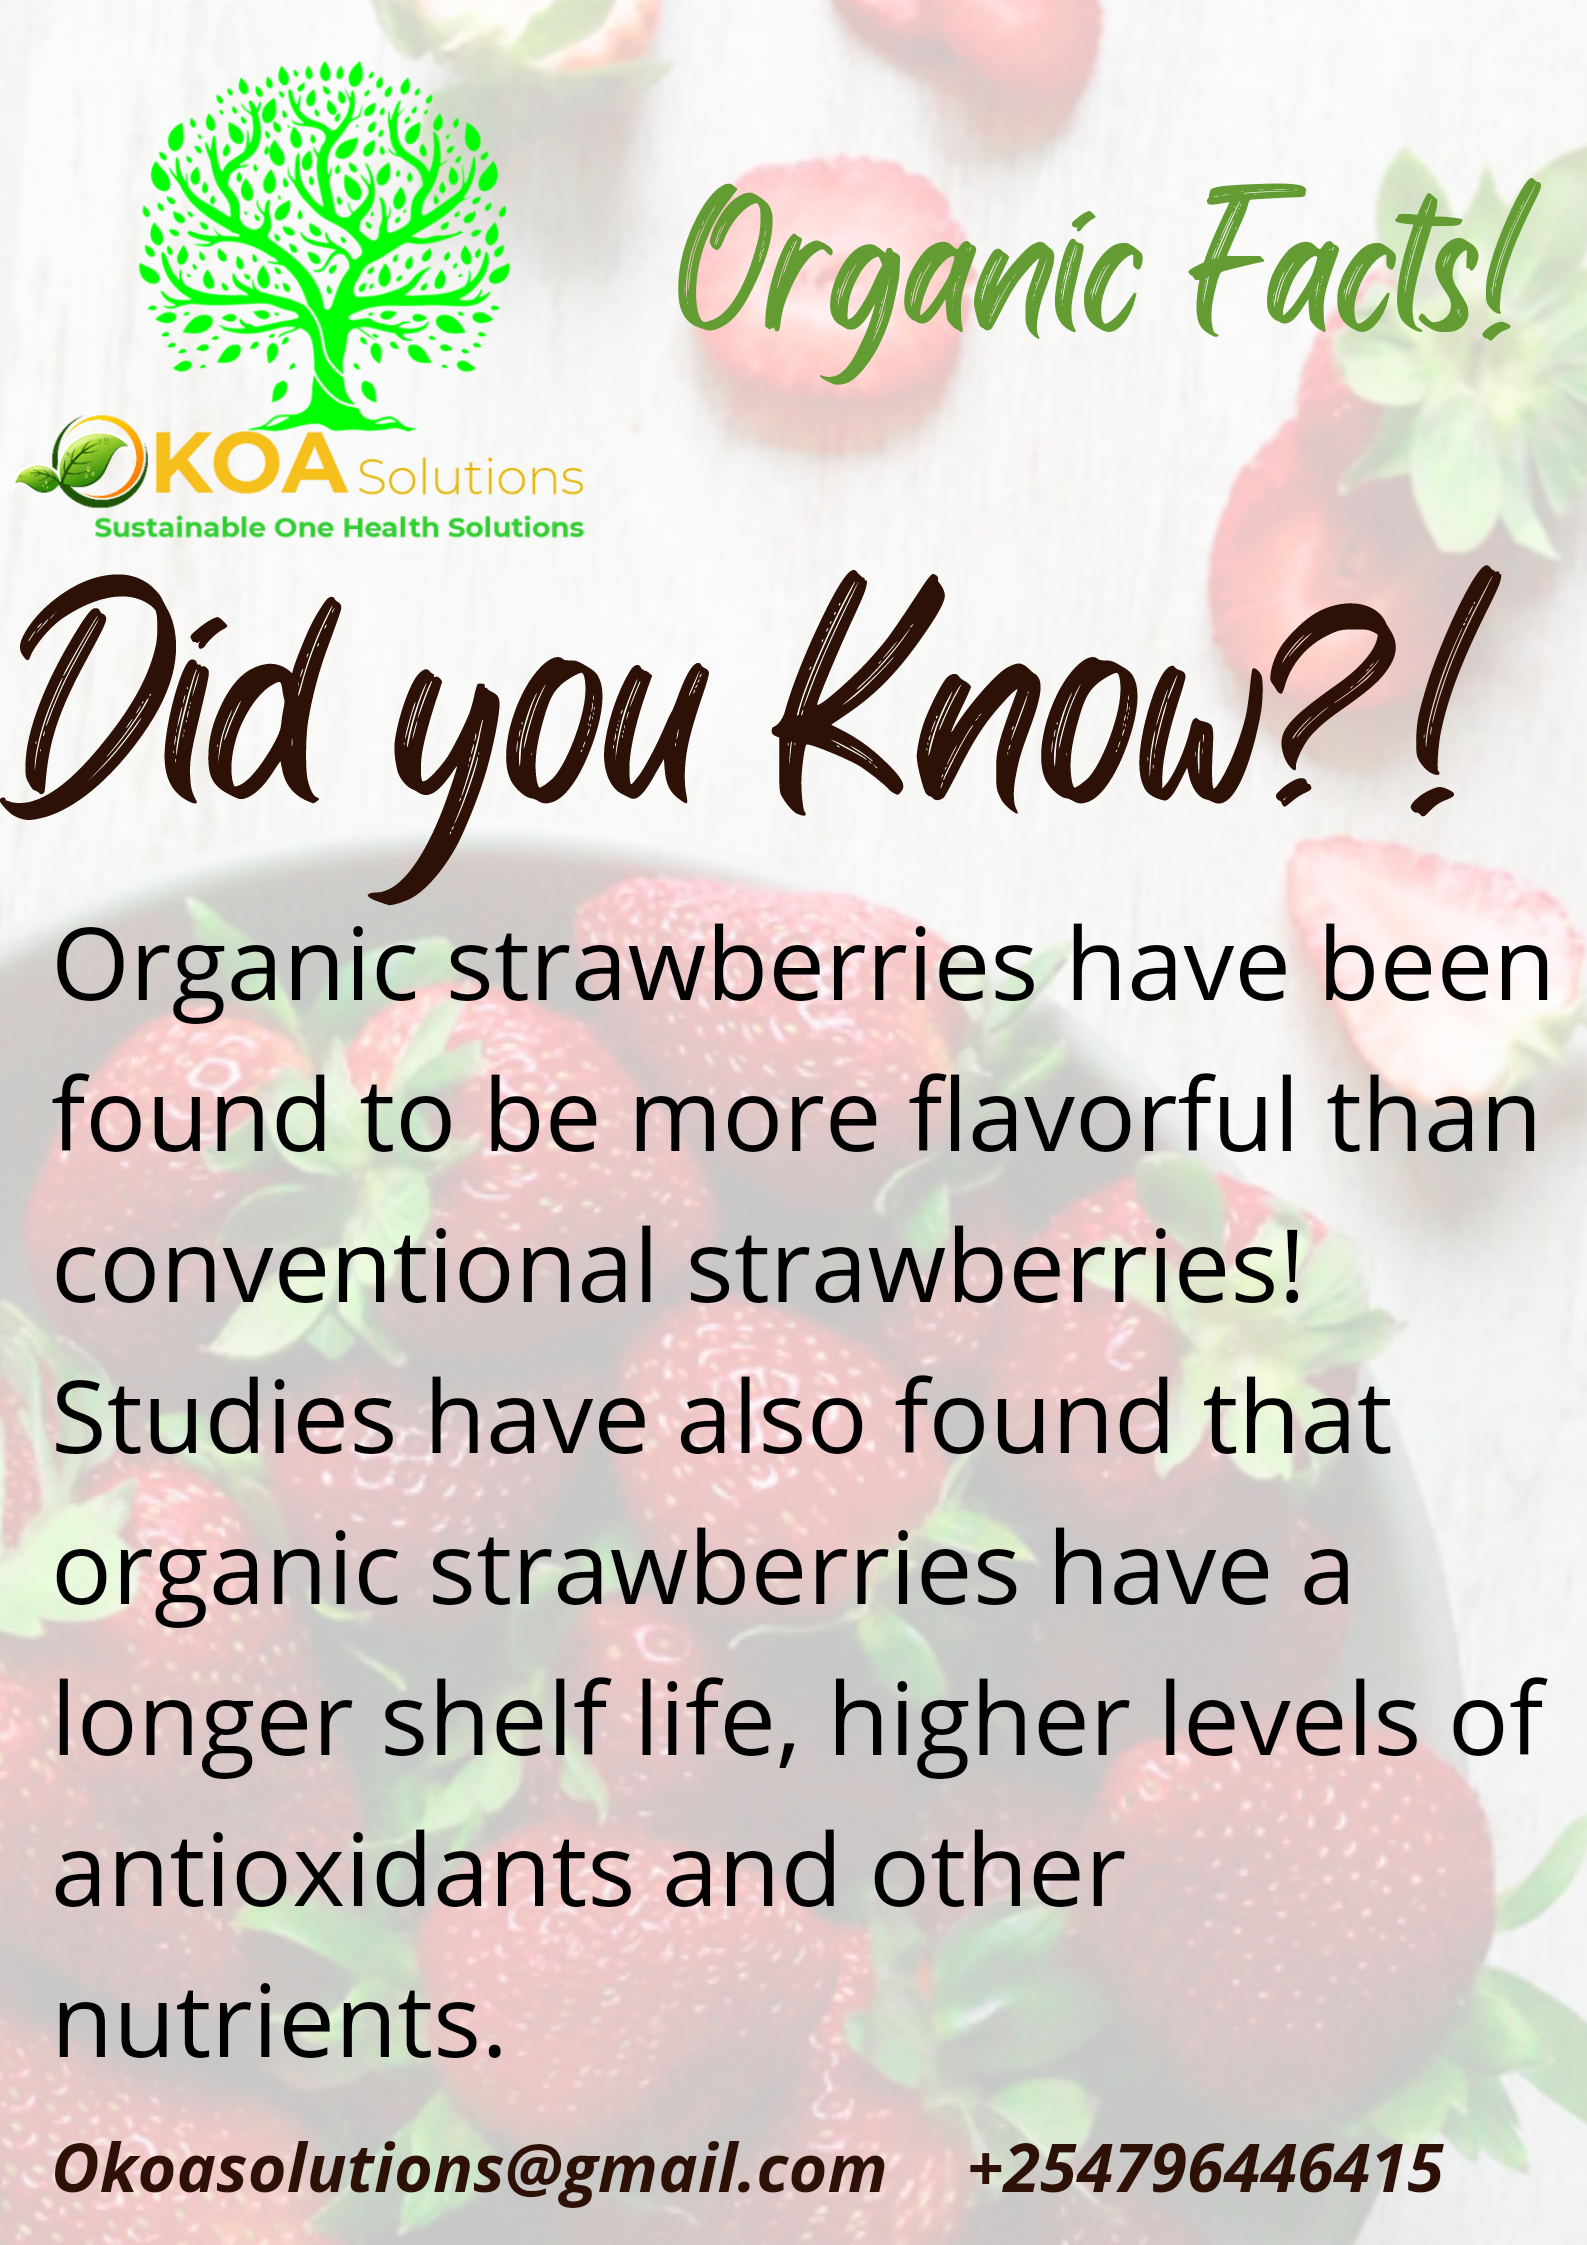 Organic Facts!
OKOA Solutions
Sustainable One Health Solutions
Did you Know?!
Organic strawberries have been
found to be more flavorful than
conventional strawberries!
Studies have also found that
organic strawberries have a
longer shelf life, higher levels of
antioxidants and other
nutrients.
Okoasolutions@gmail.com +254796446415